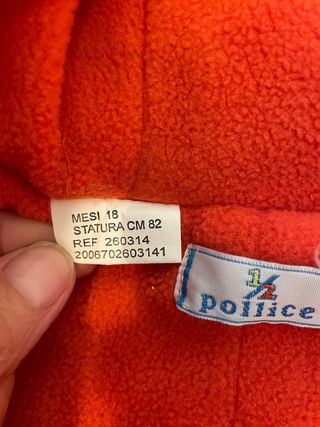 MESI 18
STATURA CM 82
REF 260314
2006702603141
1/2
pollice